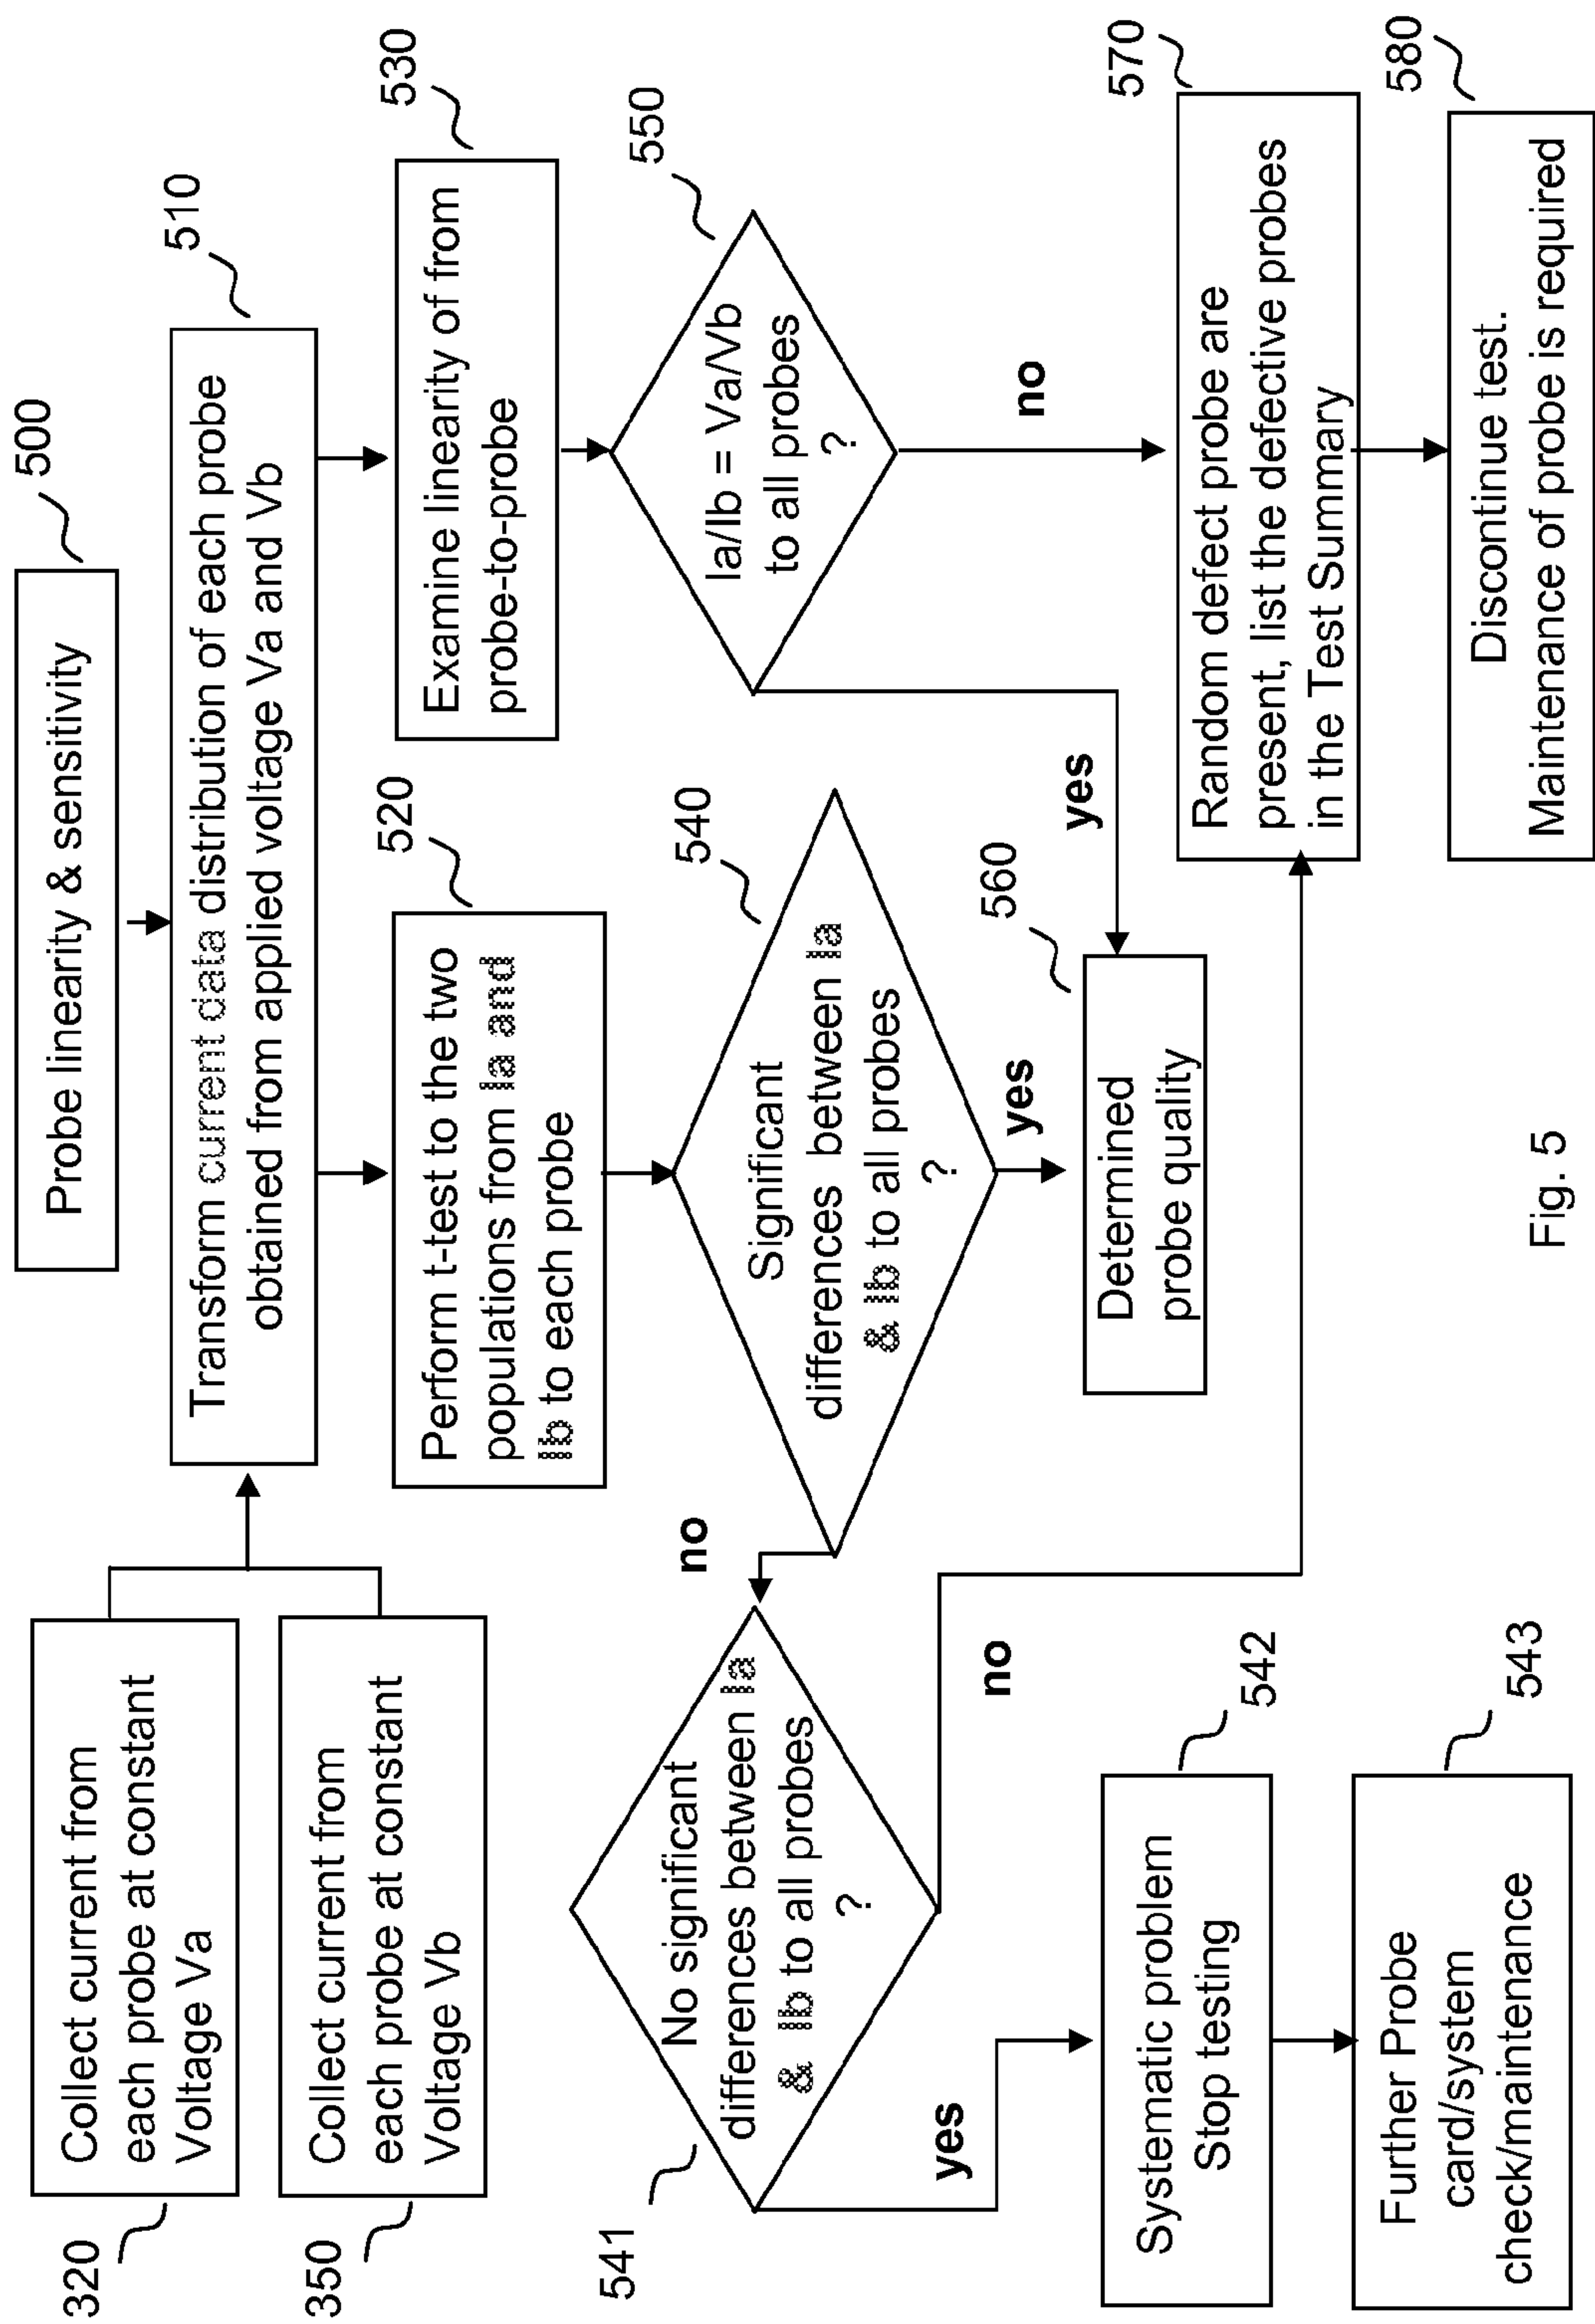 500
Probe linearity & sensitivity
320
Collect current from
each probe at constant
Voltage Va
510
Transform current data distribution of each probe
obtained from applied voltage Va and Vb
350
Collect current from
each probe at constant
Voltage Vb
520
Perform t-test to the two
populations from Ia and
Ib to each probe
530
Examine linearity of from
probe-to-probe
541
No significant
differences between Ia
& Ib to all probes
?
no
540
Significant
differences between Ia
& Ib to all probes
?
550
Ia/Ib = Va/Vb
to all probes
?
yes
no
yes
yes
no
542
Systematic problem
Stop testing
560
Determined
probe quality
570
Random defect probe are
present, list the defective probes
in the Test Summary
543
Further Probe
card/system
check/maintenance
580
Discontinue test.
Maintenance of probe is required
Fig. 5